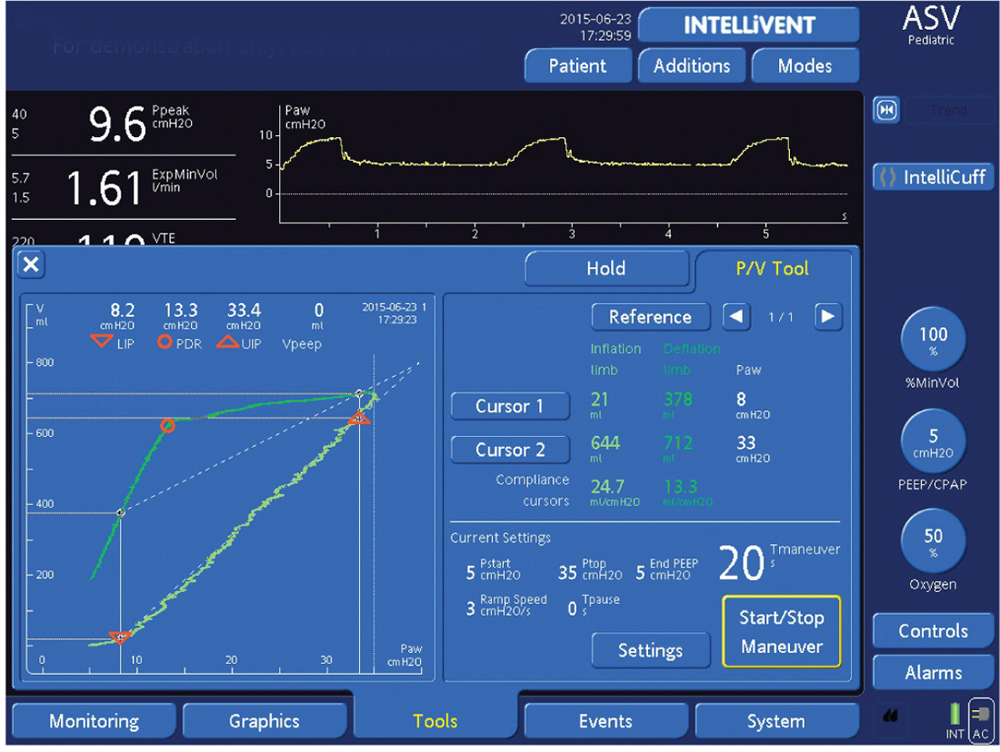 2015-06-23
17:29:59
INTELLiVENT
ASV
Pediatric
For demonstration only,
Patient
Additions
Modes
40
5
9.6
Ppeak
cmH2O
Paw
cmH2O
10
5
0
s
1
2
3
4
5
Trend
5.7
1.5
1.61
ExpMinVol
l/min
IntelliCuff
220
VTE
Hold
P/V Tool
V
ml
8.2
cmH2O
LIP
13.3
cmH2O
PDR
33.4
cmH2O
UIP
0
ml
Vpeep
2015-06-23 1
17:29:23
800
600
400
200
0
10
20
30
Paw
cmH2O
Reference
1/1
Inflation
limb
Deflation
limb
Paw
Cursor 1
21
ml
378
ml
8
cmH2O
Cursor 2
644
ml
712
ml
33
cmH2O
Compliance
cursors
24.7
ml/cmH2O
13.3
ml/cmH2O
Current Settings
5 Pstart
cmH2O
35 Ptop
cmH2O
5 End PEEP
cmH2O
20 Tmaneuver
s
3 Ramp Speed
cmH2O/s
0 Tpause
s
Settings
Start/Stop
Maneuver
100
%
%MinVol
5
cmH2O
PEEP/CPAP
50
%
Oxygen
Controls
Alarms
Monitoring
Graphics
Tools
Events
System
INT
AC